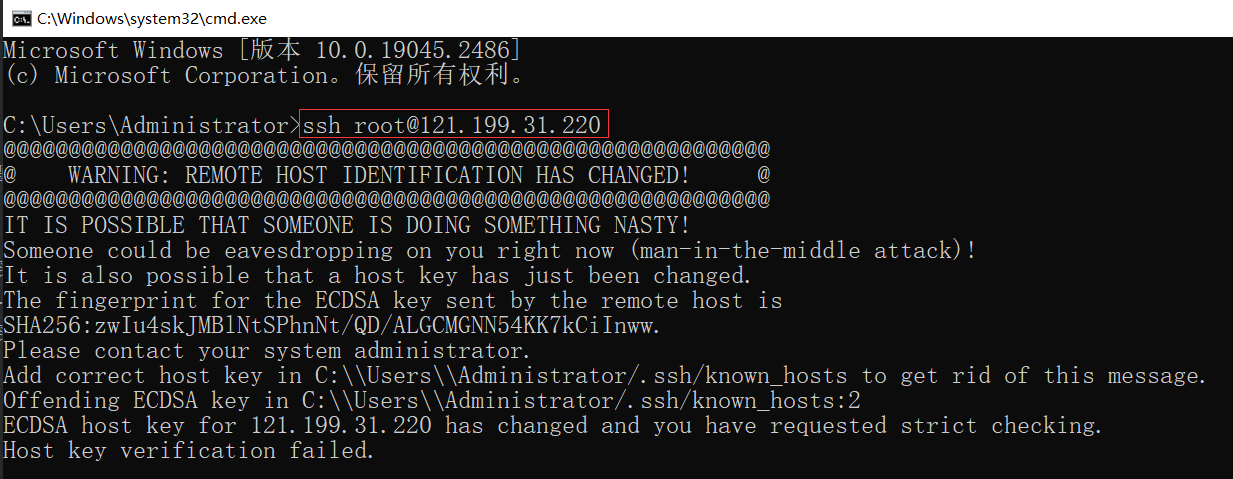 C:\Windows\system32\cmd.exe
Microsoft Windows [版本 10.0.19045.2486]
(c) Microsoft Corporation。保留所有权利。
C:\Users\Administrator>ssh root@121.199.31.220
@@@@@@@@@@@@@@@@@@@@@@@@@@@@@@@@@@@@@@@@@@@@@@@@@@@@@@@@@@@
@    WARNING: REMOTE HOST IDENTIFICATION HAS CHANGED!     @
@@@@@@@@@@@@@@@@@@@@@@@@@@@@@@@@@@@@@@@@@@@@@@@@@@@@@@@@@@@
IT IS POSSIBLE THAT SOMEONE IS DOING SOMETHING NASTY!
Someone could be eavesdropping on you right now (man-in-the-middle attack)!
It is also possible that a host key has just been changed.
The fingerprint for the ECDSA key sent by the remote host is
SHA256:zwIu4skJMBlNtSPhnNt/QD/ALGCMGNN54KK7kCiInww.
Please contact your system administrator.
Add correct host key in C:\\Users\\Administrator/.ssh/known_hosts to get rid of this message.
Offending ECDSA key in C:\\Users\\Administrator/.ssh/known_hosts:2
ECDSA host key for 121.199.31.220 has changed and you have requested strict checking.
Host key verification failed.